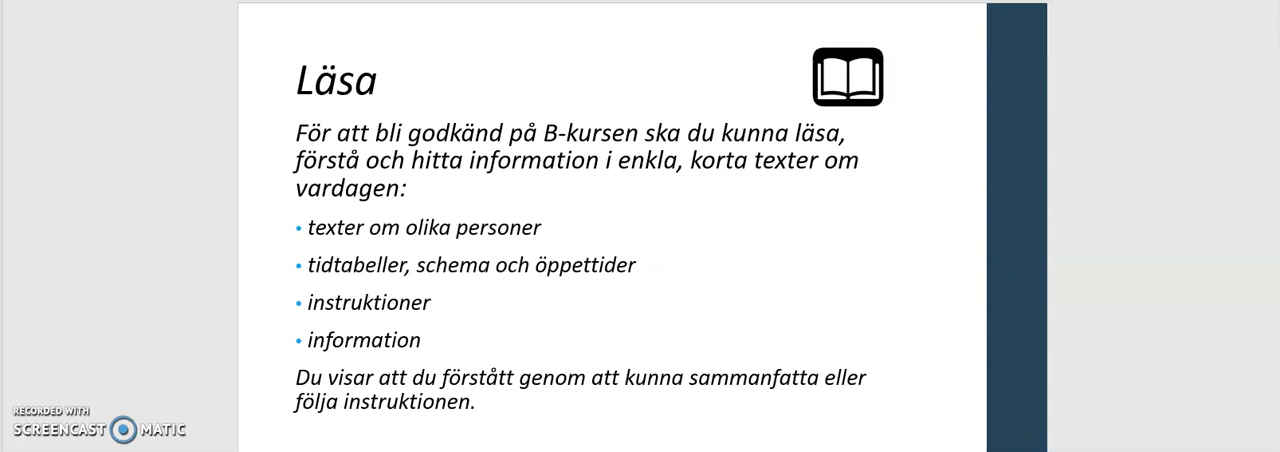 Läsa
För att bli godkänd på B-kursen ska du kunna läsa,
förstå och hitta information i enkla, korta texter om
vardagen:
• texter om olika personer
• tidtabeller, schema och öppettider
• instruktioner
• information
Du visar att du förstått genom att kunna sammanfatta eller
följa instruktionen.
RECORDED WITH
SCREENCAST MATIC